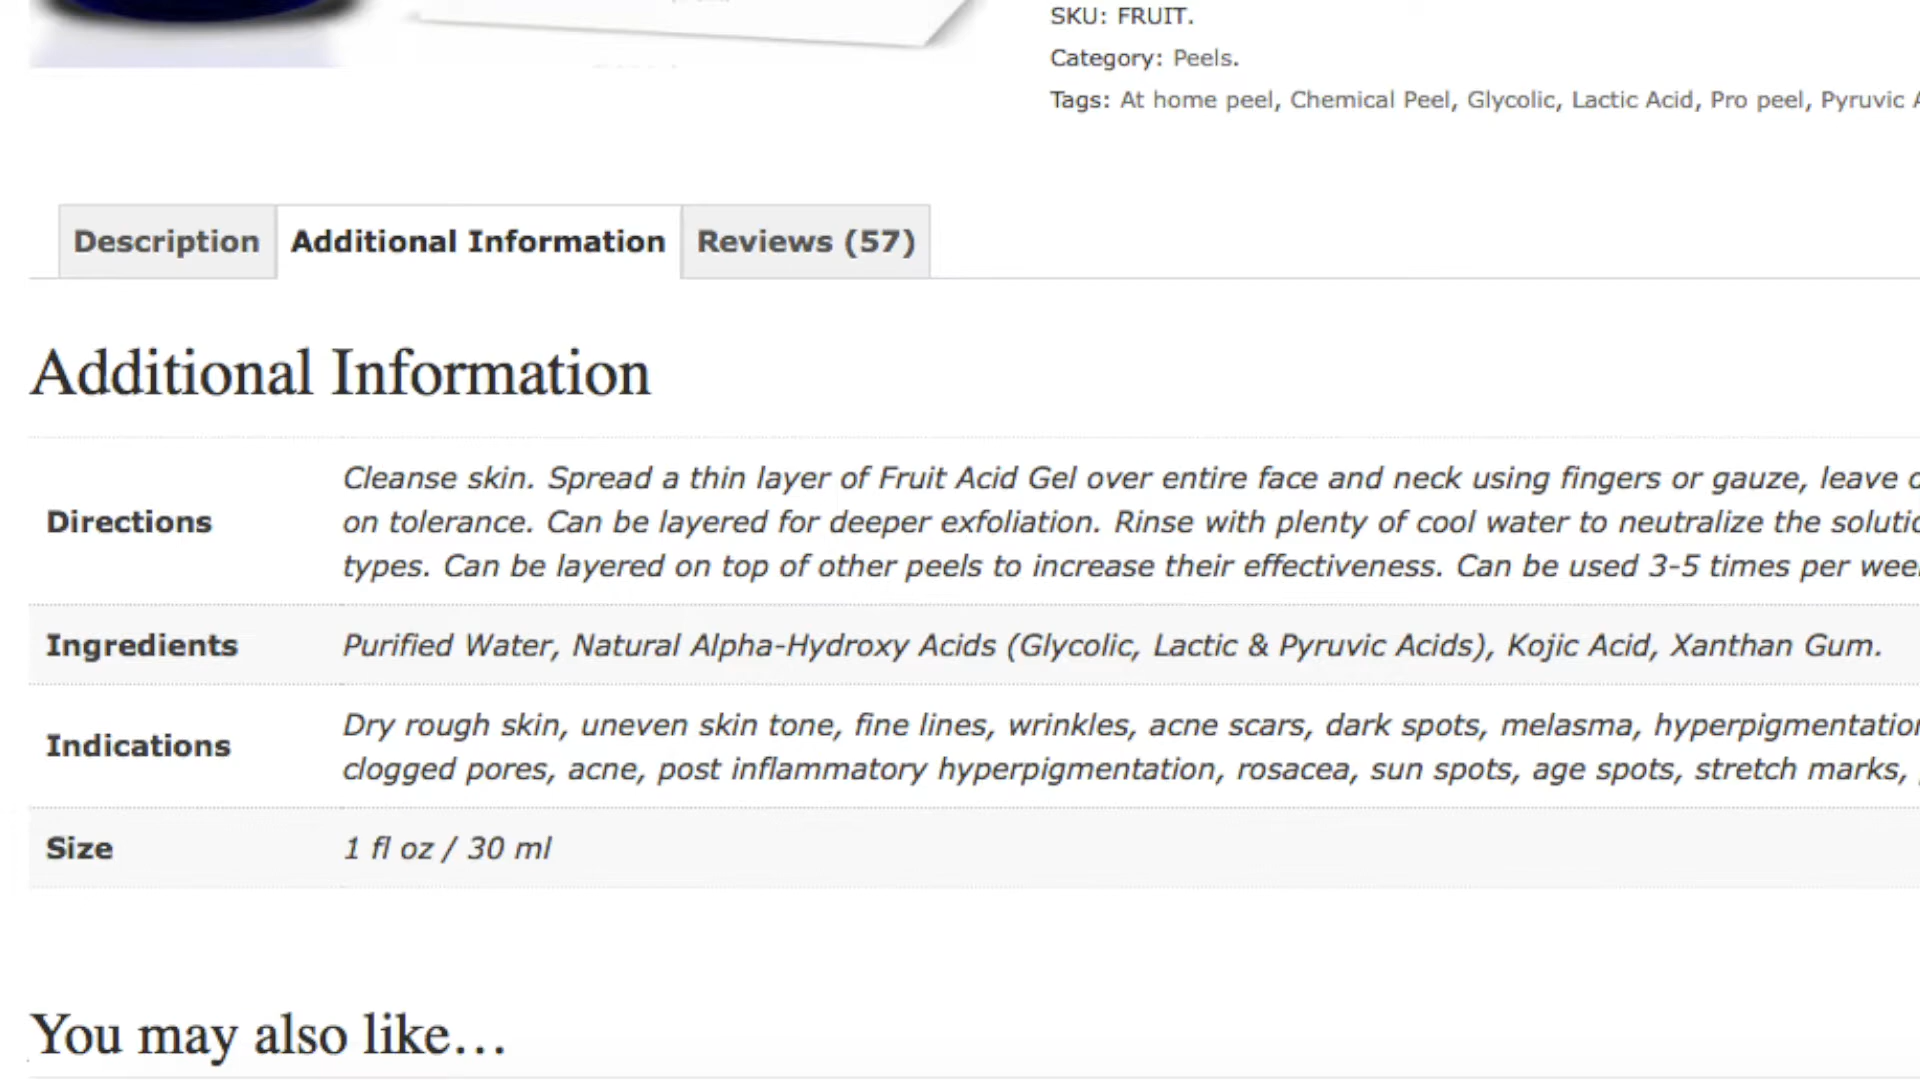 SKU: FRUIT.
Category: Peels.
Tags: At home peel, Chemical Peel, Glycolic, Lactic Acid, Pro peel, Pyruvic
Description Additional Information Reviews (57)
Additional Information
Directions
Cleanse skin. Spread a thin layer of Fruit Acid Gel over entire face and neck using fingers or gauze, leave
on tolerance. Can be layered for deeper exfoliation. Rinse with plenty of cool water to neutralize the
types. Can be layered on top of other peels to increase their effectiveness. Can be used 3-5 times per
Ingredients
Purified Water, Natural Alpha-Hydroxy Acids (Glycolic, Lactic & Pyruvic Acids), Kojic Acid, Xanthan Gum.
Indications
Dry rough skin, uneven skin tone, fine lines, wrinkles, acne scars, dark spots, melasma, hyperpigmentation
clogged pores, acne, post inflammatory hyperpigmentation, rosacea, sun spots, age spots, stretch marks,
Size
1 fl oz / 30 ml
You may also like...